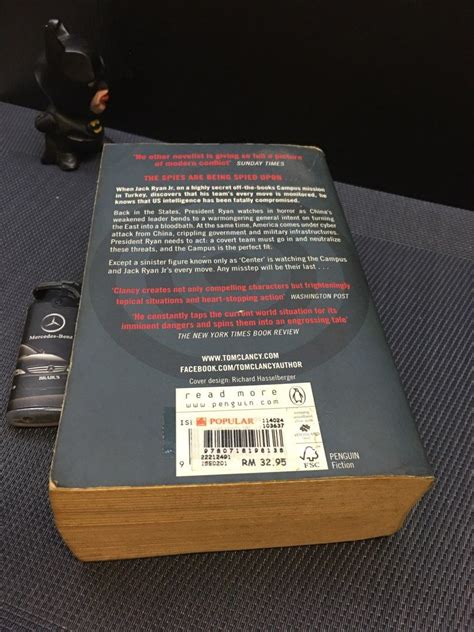 'No other novelist is giving so full a picture
of modern conflict' SUNDAY TIMES
THE SPIES ARE BEING SPIED UPON
When Jack Ryan Jr, on a highly secret off-the-books Campus mission
in Turkey, discovers that his team's every move is monitored, he
knows that US intelligence has been fatally compromised.
Back in the States, President Ryan watches in horror as China's
weakened leader bends to a warmongering general intent on turning
the East into a bloodbath. At the same time, America comes under cyber
attack from China, crippling government and military infrastructures.
President Ryan needs to act: a covert team must go in and neutralize
these threats, and the Campus is the perfect fit.
Except a sinister figure known only as 'Center' is watching the Campus
and Jack Ryan Jr's every move. Any misstep will be their last . . .
'Clancy creates not only compelling characters but frighteningly
topical situations and heart-stopping action' WASHINGTON POST
'He constantly taps the current world situation for its
imminent dangers and spins them into an engrossing tale'
THE NEW YORK TIMES BOOK REVIEW
WWW.TOMCLANCY.COM
FACEBOOK.COM/TOMCLANCYAUTHOR
Cover design: Richard Hasselberger
read more
www.penguin.com
POPULAR
114024
103637
9780718198138
22212491
RM 32.95
FSC
PENGUIN
Fiction
Mercedes-Benz
BRABUS